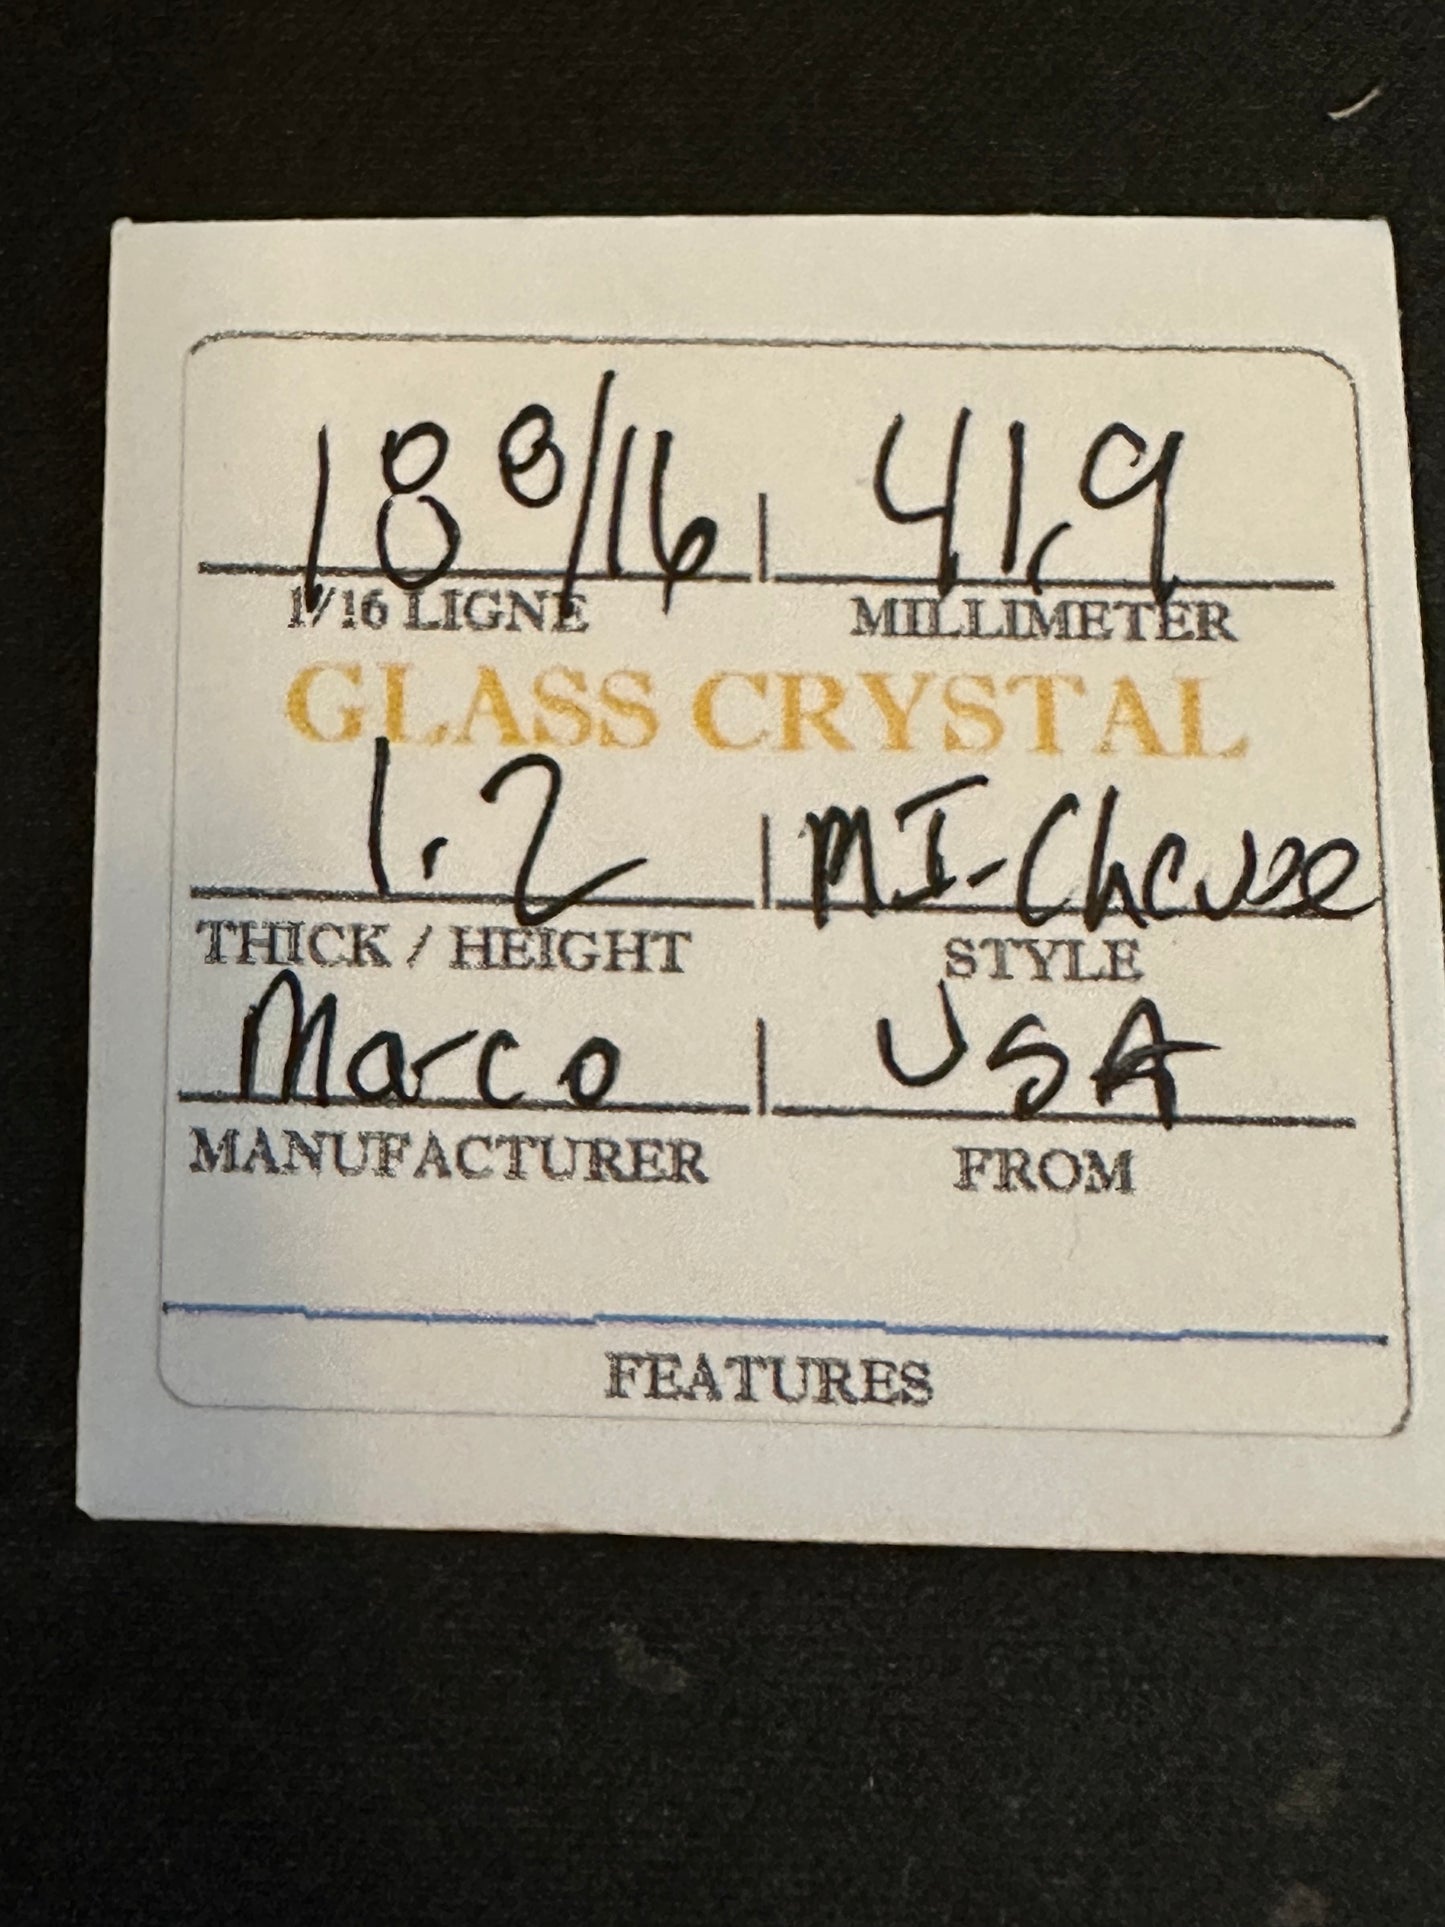 18 8/16 | 41.9
1/16 LIGNE MILLIMETER
GLASS CRYSTAL
1.2 | MI-Chevee
THICK / HEIGHT STYLE
Marco | USA
MANUFACTURER FROM
FEATURES